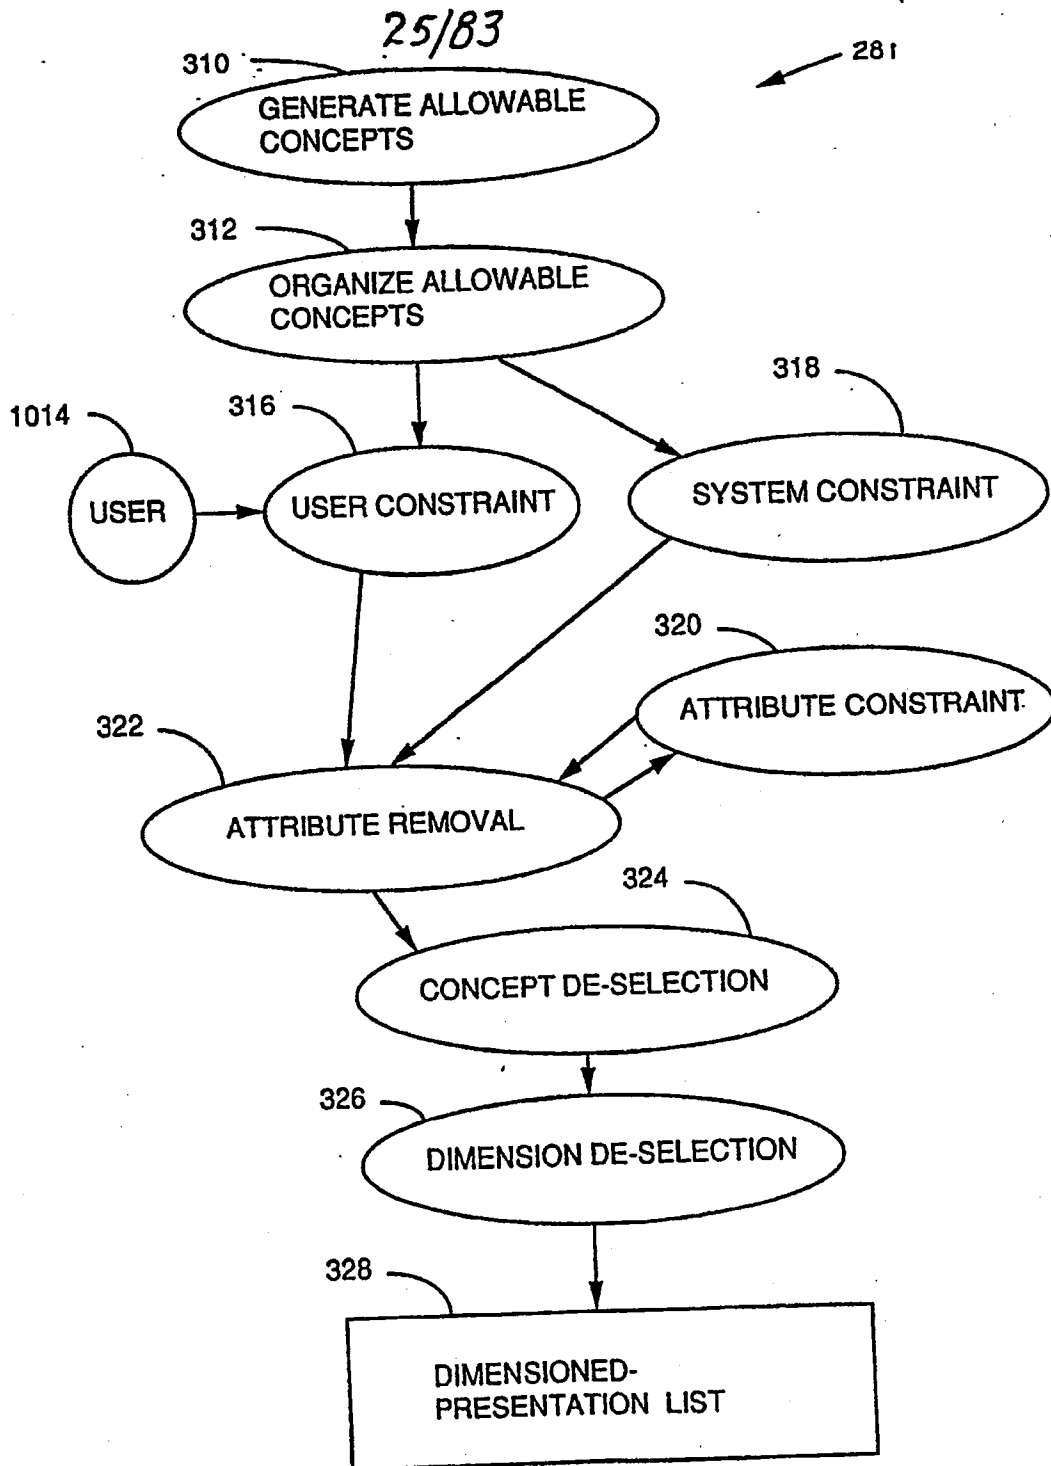 25/83
310
281
GENERATE ALLOWABLE
CONCEPTS
312
ORGANIZE ALLOWABLE
CONCEPTS
318
316
1014
USER
USER CONSTRAINT
SYSTEM CONSTRAINT
320
ATTRIBUTE CONSTRAINT
322
ATTRIBUTE REMOVAL
324
CONCEPT DE-SELECTION
326
DIMENSION DE-SELECTION
328
DIMENSIONED-
PRESENTATION LIST